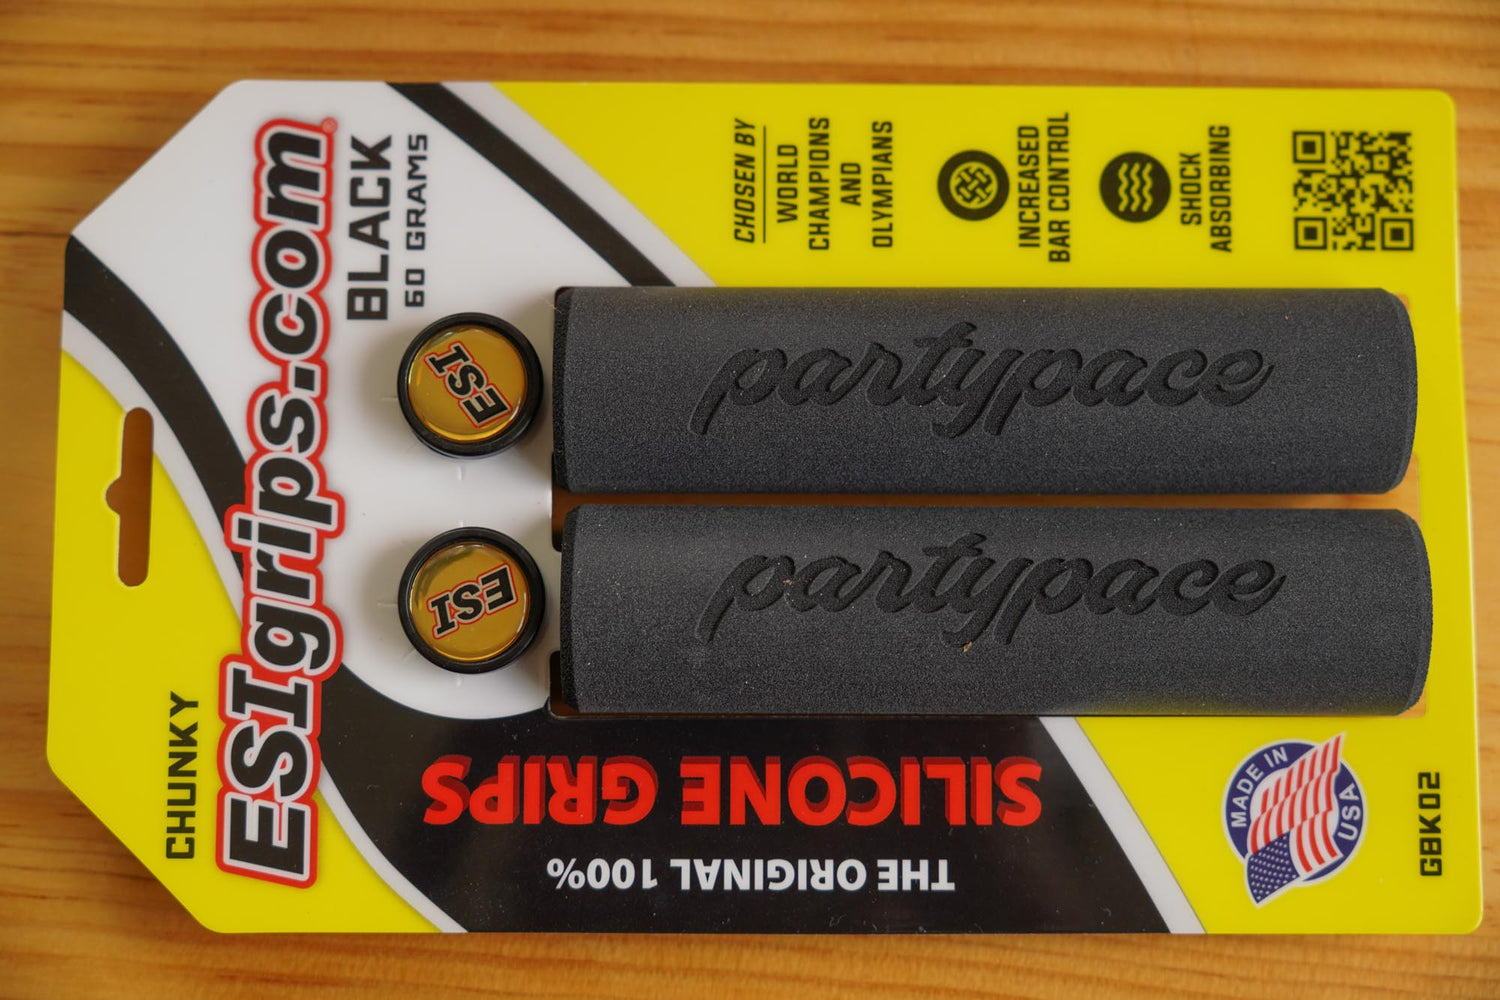 ESIgrips.com®
BLACK
60 GRAMS
CHUNKY
CHOSEN BY
WORLD
CHAMPIONS
AND
OLYMPIANS
INCREASED
BAR CONTROL
SHOCK
ABSORBING
ESI
ESI
partypace
partypace
THE ORIGINAL 100%
SILICONE GRIPS
MADE IN
USA
GBK02